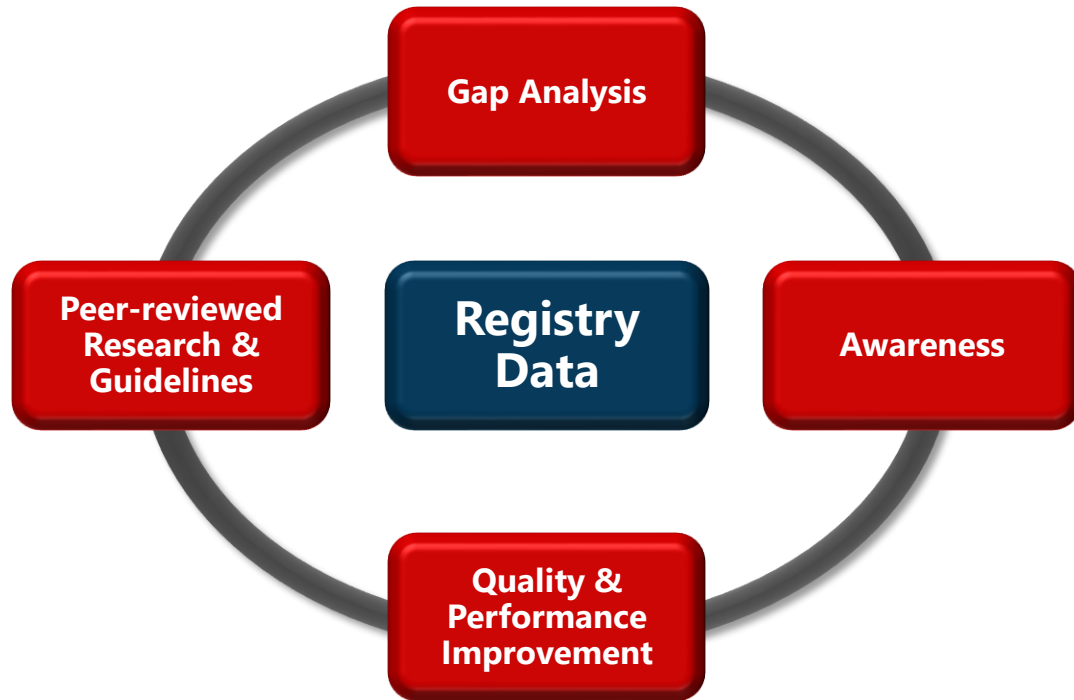 Gap Analysis
Peer-reviewed
Research &
Guidelines
Registry
Data
Awareness
Quality &
Performance
Improvement